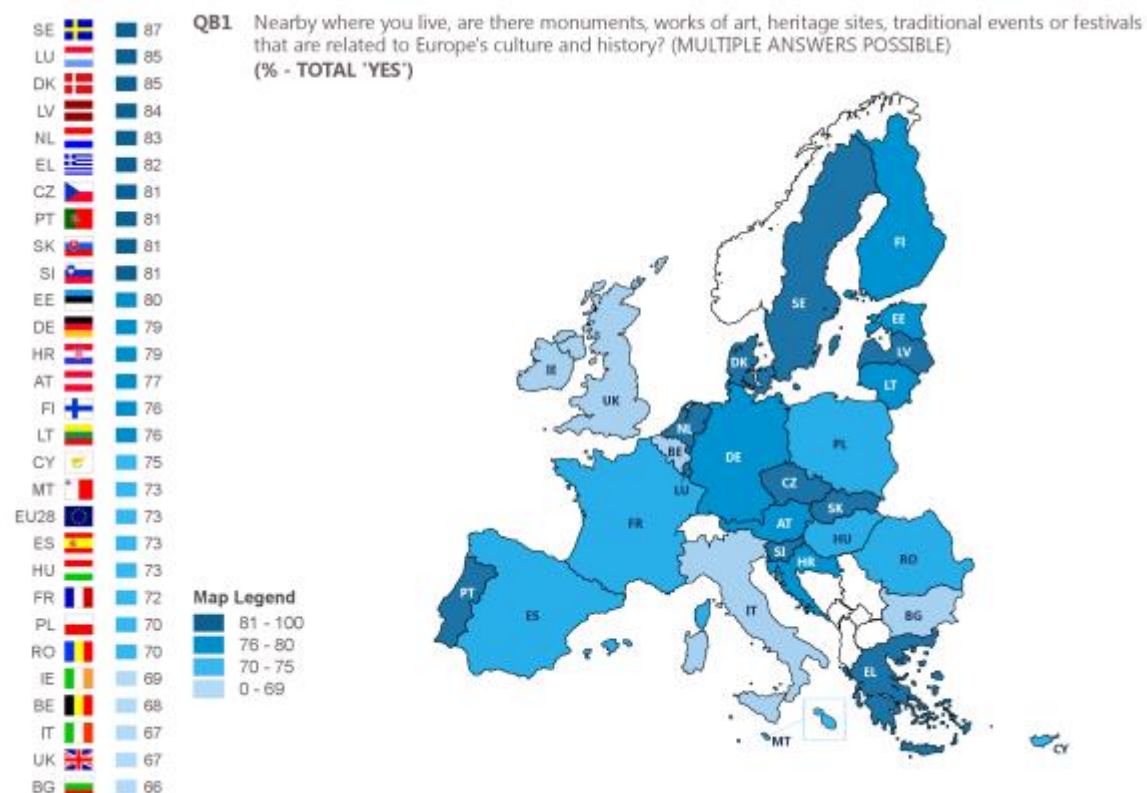 SE 87
LU 85
DK 85
LV 84
NL 83
EL 82
CZ 81
PT 81
SK 81
SI 81
EE 80
DE 79
HR 79
AT 77
FI 76
LT 76
CY 75
MT 73
EU28 73
ES 73
HU 73
FR 72
PL 70
RO 70
IE 69
BE 68
IT 67
UK 67
BG 66
QB1 Nearby where you live, are there monuments, works of art, heritage sites, traditional events or festivals
that are related to Europe's culture and history? (MULTIPLE ANSWERS POSSIBLE)
(% - TOTAL 'YES')
Map Legend
81 - 100
76 - 80
70 - 75
0 - 69
FI
SE
EE
LV
LT
DK
IE
UK
NL
BE
DE
PL
LU
CZ
SK
FR
AT
HU
SI
HR
RO
PT
ES
IT
BG
EL
MT
CY